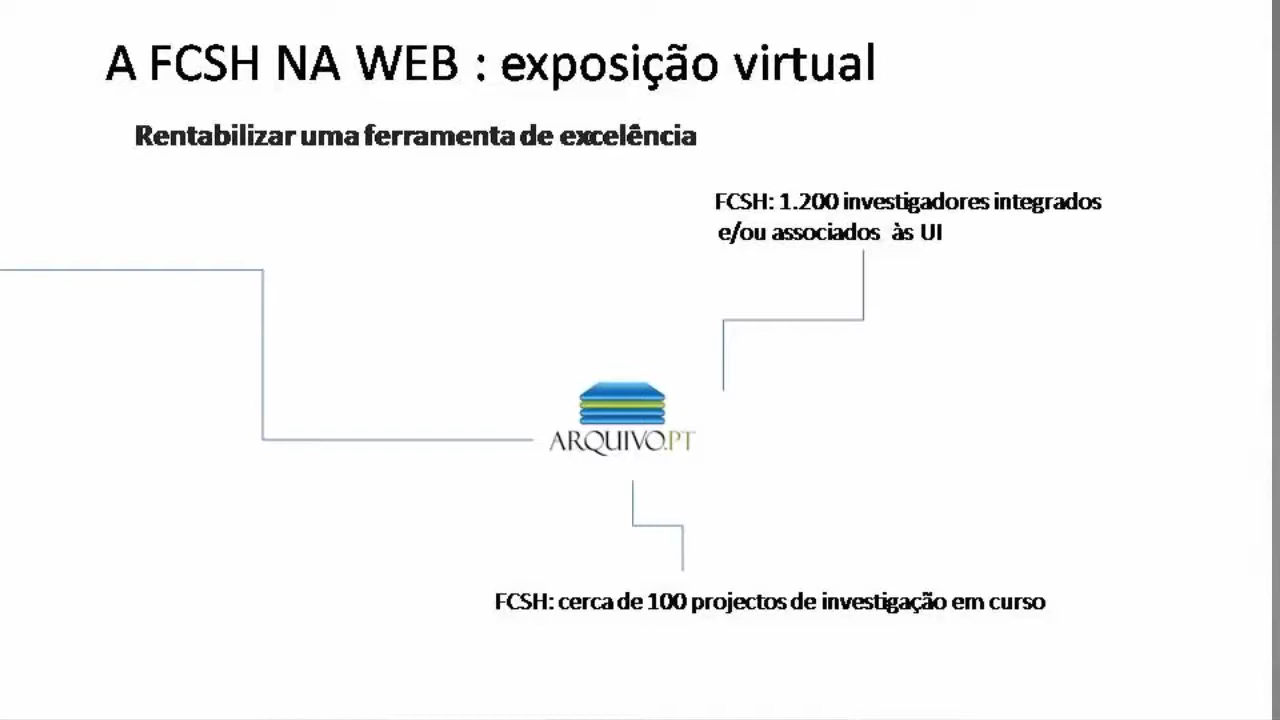 A FCSH NA WEB : exposição virtual
Rentabilizar uma ferramenta de excelência
FCSH: 1.200 investigadores integrados
e/ou associados às UI
ARQUIVO.PT
FCSH: cerca de 100 projectos de investigação em curso